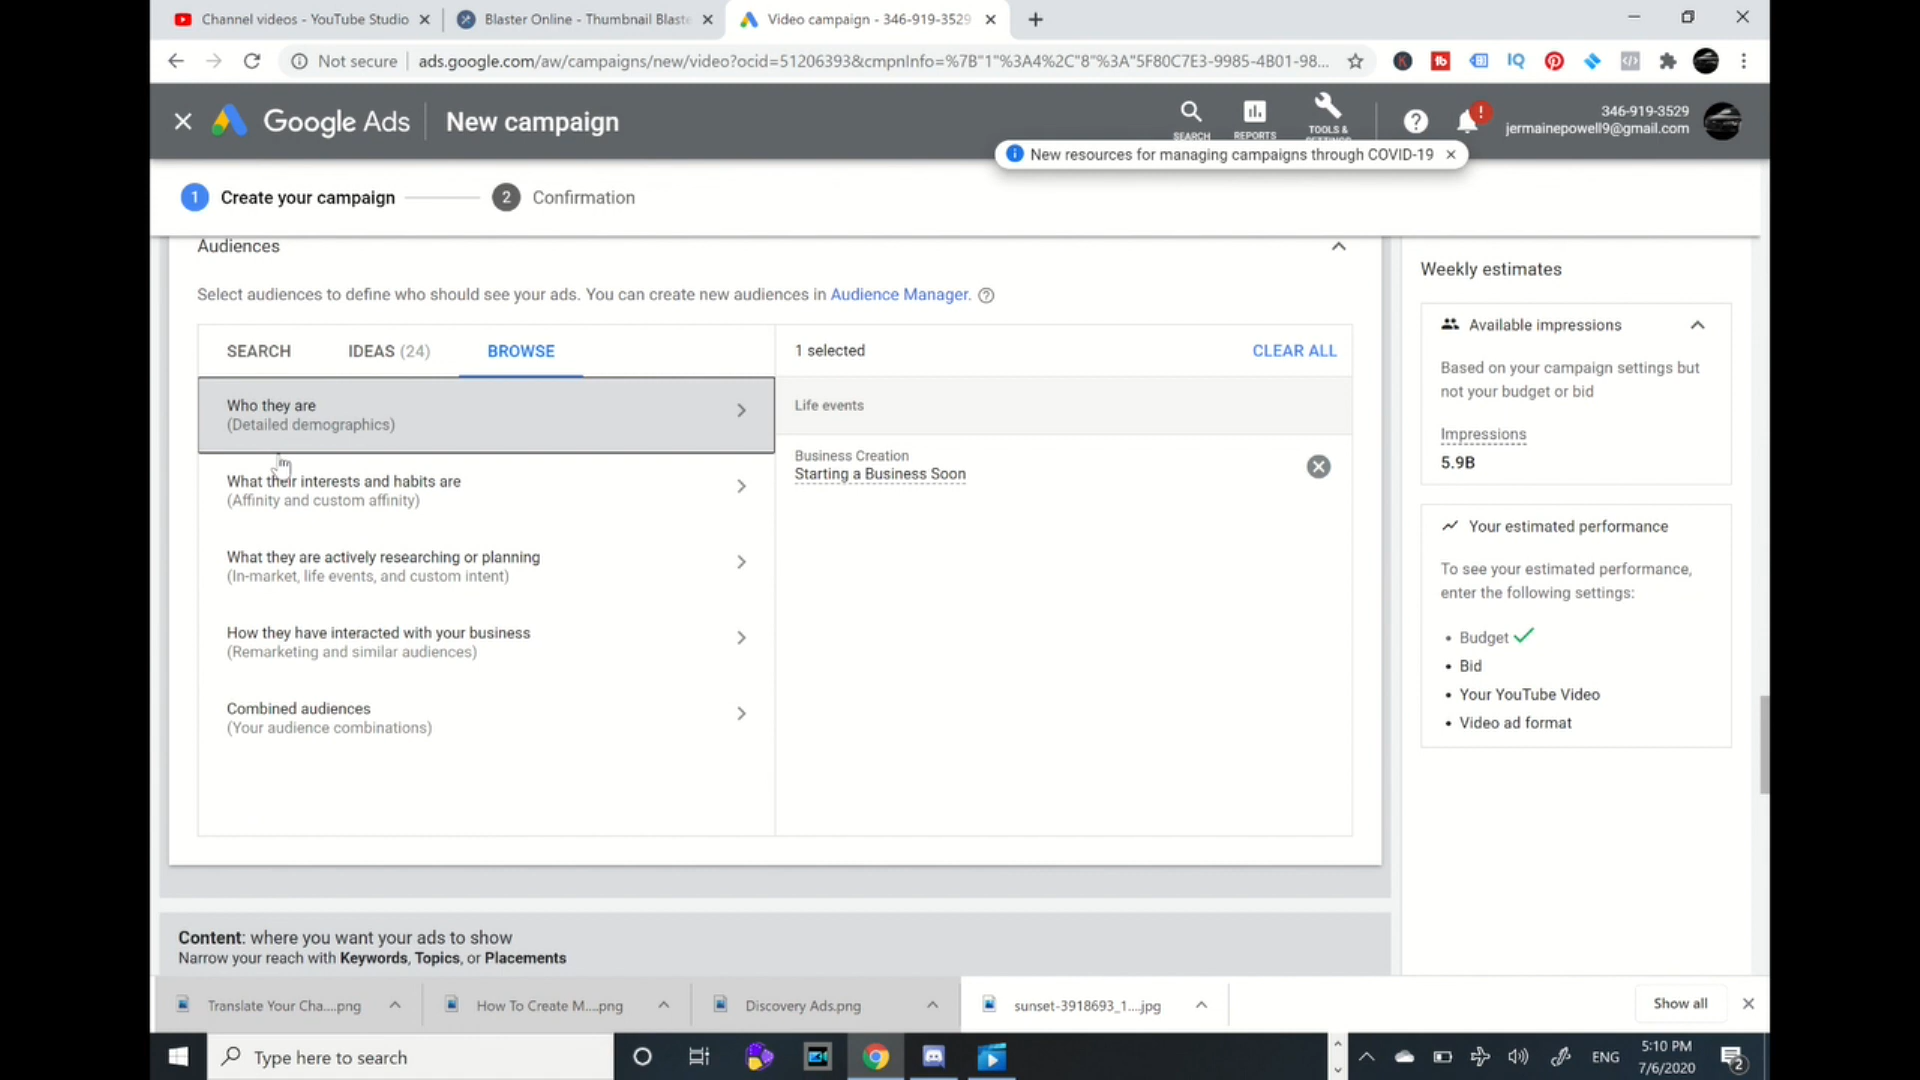 Channel videos - YouTube Studio
Blaster Online - Thumbnail Blaste
Video campaign - 346-919-3529
Not secure
ads.google.com/aw/campaigns/new/video?ocid=51206393&cmpnInfo=%7B"1"%3A4%2C"8"%3A"5F80C7E3-9985-4B01-98...
Google Ads
New campaign
SEARCH
REPORTS
TOOLS &
346-919-3529
jermainepowell9@gmail.com
New resources for managing campaigns through COVID-19
1 Create your campaign
2 Confirmation
Audiences
Select audiences to define who should see your ads. You can create new audiences in Audience Manager.
SEARCH
IDEAS (24)
BROWSE
1 selected
CLEAR ALL
Who they are
(Detailed demographics)
What their interests and habits are
(Affinity and custom affinity)
What they are actively researching or planning
(In-market, life events, and custom intent)
How they have interacted with your business
(Remarketing and similar audiences)
Combined audiences
(Your audience combinations)
Life events
Business Creation
Starting a Business Soon
Weekly estimates
Available impressions
Based on your campaign settings but
not your budget or bid
Impressions
5.9B
Your estimated performance
To see your estimated performance,
enter the following settings:
• Budget
• Bid
• Your YouTube Video
• Video ad format
Content: where you want your ads to show
Narrow your reach with Keywords, Topics, or Placements
Translate Your Cha....png
How To Create M....png
Discovery Ads.png
sunset-3918693_1....jpg
Show all
Type here to search
ENG
5:10 PM
7/6/2020
2